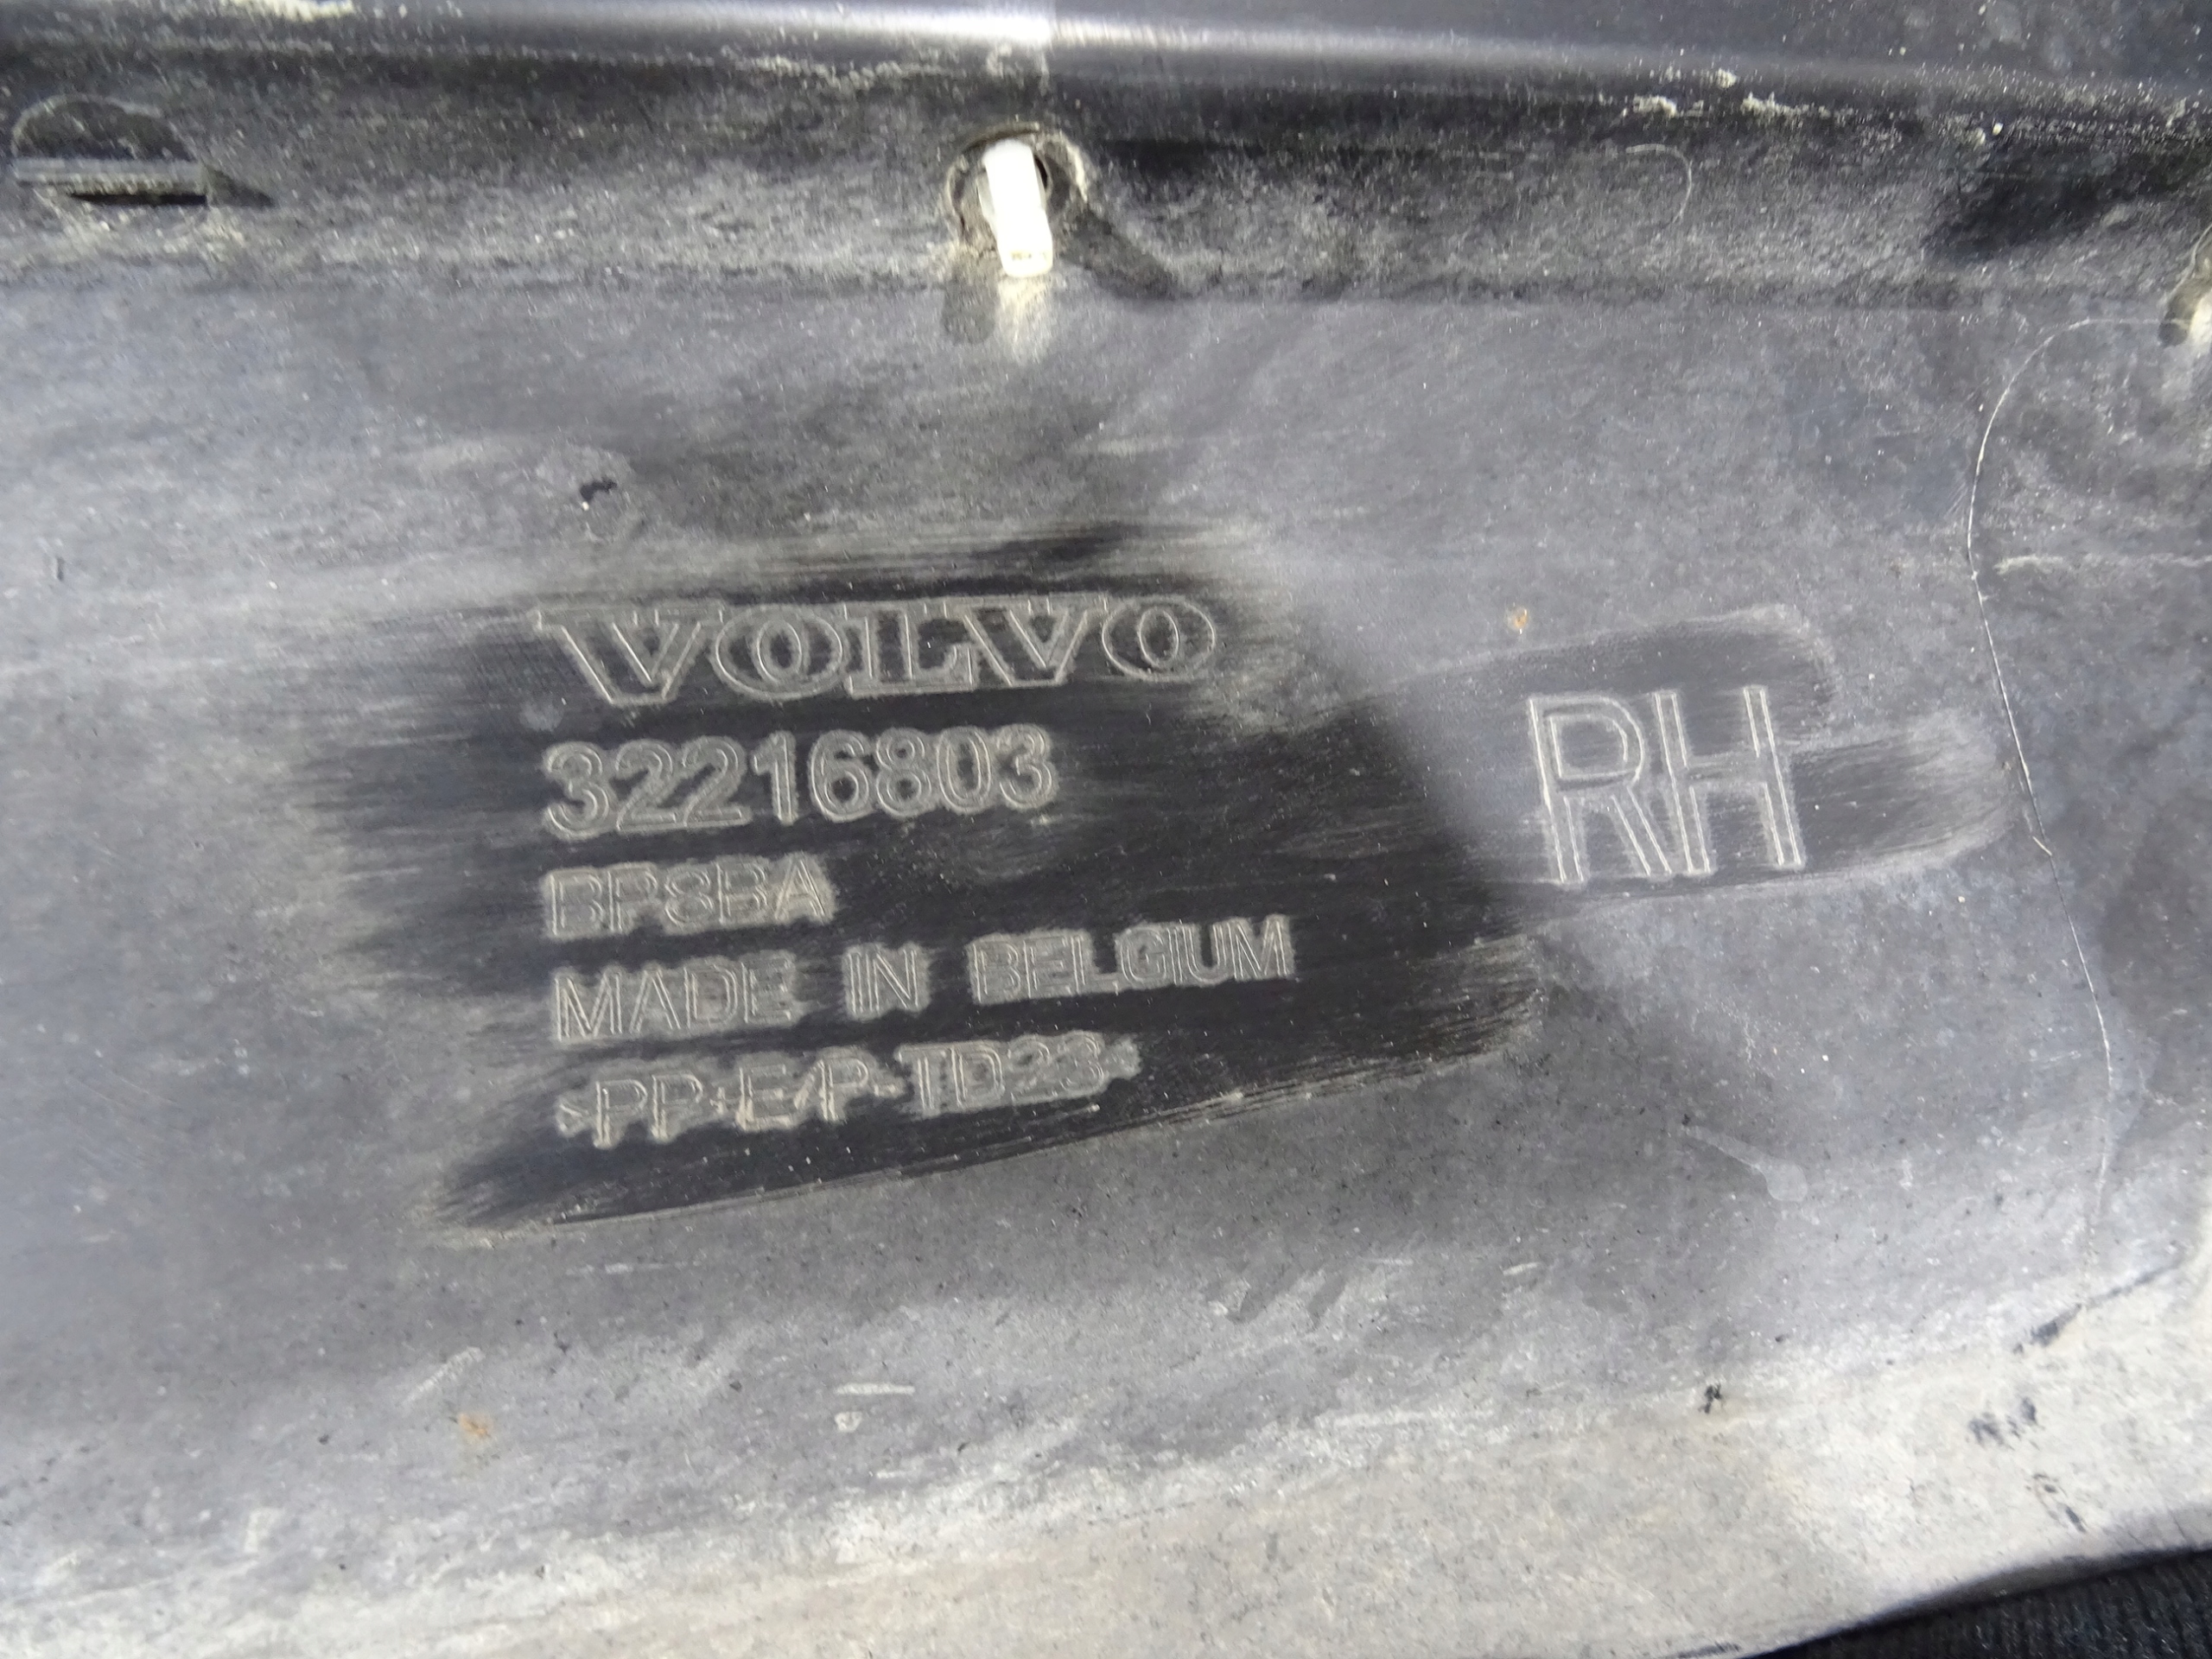 VOLVO
32216803
RH
BP8BA
MADE IN BELGIUM
>PP+E/P-TD23<